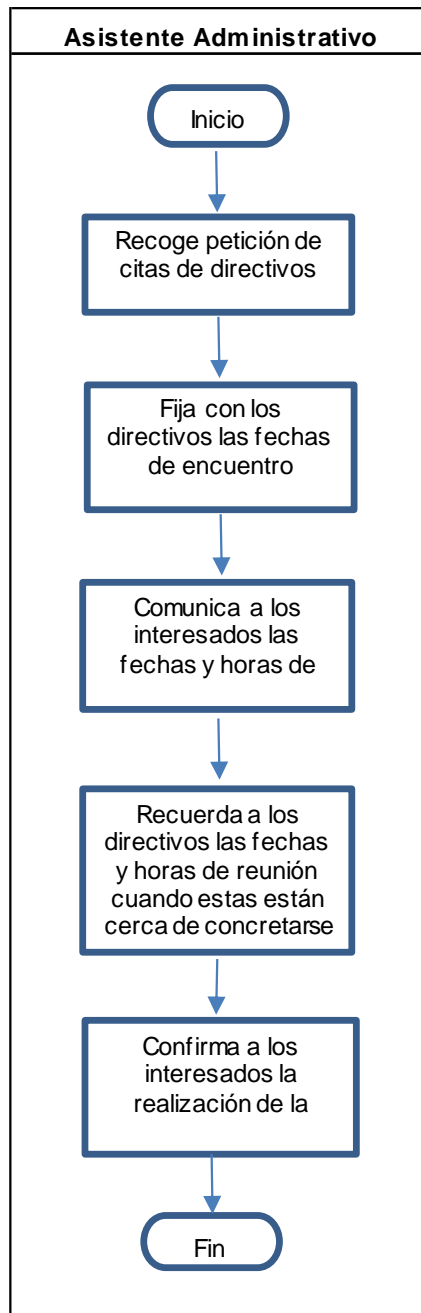 Asistente Administrativo
Inicio
Recoge petición de
citas de directivos
Fija con los
directivos las fechas
de encuentro
Comunica a los
interesados las
fechas y horas de
Recuerda a los
directivos las fechas
y horas de reunión
cuando estas están
cerca de concretarse
Confirma a los
interesados la
realización de la
Fin